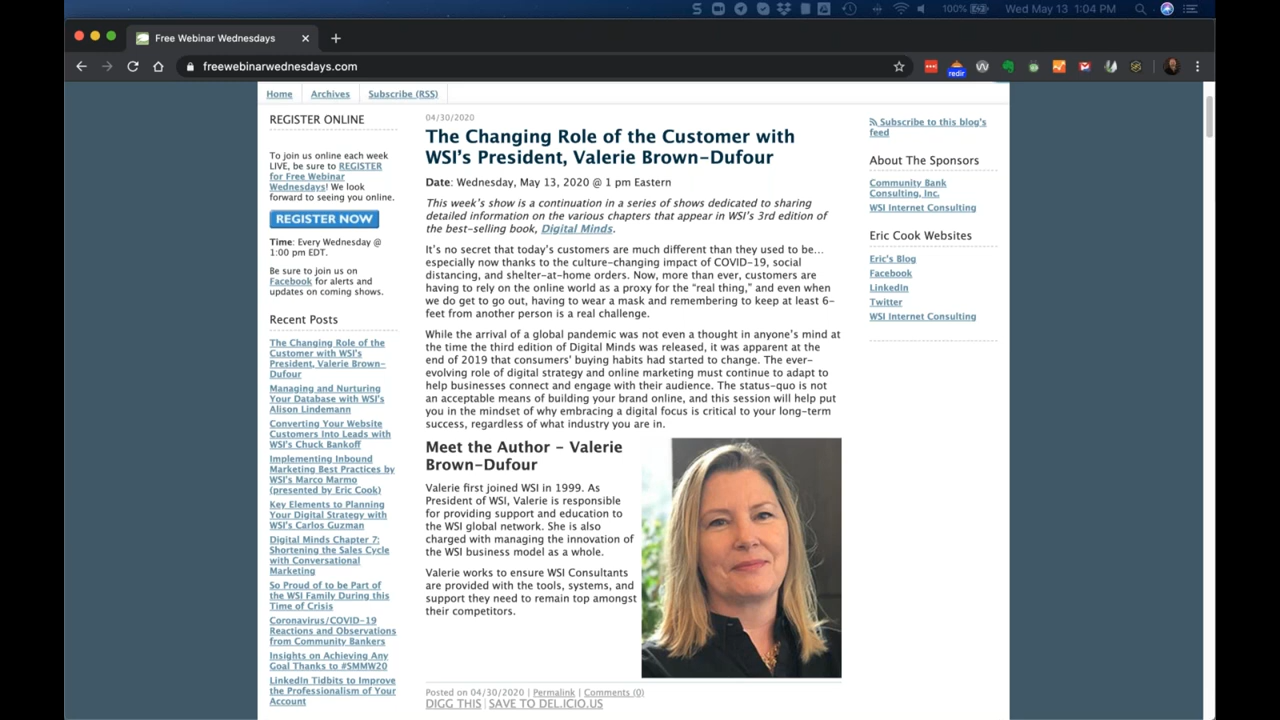 100%
Wed May 13 1:04 PM
Free Webinar Wednesdays
freewebinarwednesdays.com
redir
Home
Archives
Subscribe (RSS)
REGISTER ONLINE
To join us online each week
LIVE, be sure to REGISTER
for Free Webinar
Wednesdays! We look
forward to seeing you online.
REGISTER NOW
Time: Every Wednesday @
1:00 pm EDT.
Be sure to join us on
Facebook for alerts and
updates on coming shows.
Recent Posts
The Changing Role of the
Customer with WSI's
President, Valerie Brown-
Dufour
Managing and Nurturing
Your Database with WSI's
Alison Lindemann
Converting Your Website
Customers Into Leads with
WSI's Chuck Bankoff
Implementing Inbound
Marketing Best Practices by
WSI's Marco Marmo
(presented by Eric Cook)
Key Elements to Planning
Your Digital Strategy with
WSI's Carlos Guzman
Digital Minds Chapter 7:
Shortening the Sales Cycle
with Conversational
Marketing
So Proud of to be Part of
the WSI Family During this
Time of Crisis
Coronavirus/COVID-19
Reactions and Observations
from Community Bankers
Insights on Achieving Any
Goal Thanks to #SMMW20
LinkedIn Tidbits to Improve
the Professionalism of Your
Account
04/30/2020
The Changing Role of the Customer with
WSI's President, Valerie Brown-Dufour
Date: Wednesday, May 13, 2020 @ 1 pm Eastern
This week's show is a continuation in a series of shows dedicated to sharing
detailed information on the various chapters that appear in WSI's 3rd edition of
the best-selling book, Digital Minds.
It's no secret that today's customers are much different than they used to be…
especially now thanks to the culture-changing impact of COVID-19, social
distancing, and shelter-at-home orders. Now, more than ever, customers are
having to rely on the online world as a proxy for the “real thing,” and even when
we do get to go out, having to wear a mask and remembering to keep at least 6-
feet from another person is a real challenge.
While the arrival of a global pandemic was not even a thought in anyone's mind at
the time the third edition of Digital Minds was released, it was apparent at the
end of 2019 that consumers' buying habits had started to change. The ever-
evolving role of digital strategy and online marketing must continue to adapt to
help businesses connect and engage with their audience. The status-quo is not
an acceptable means of building your brand online, and this session will help put
you in the mindset of why embracing a digital focus is critical to your long-term
success, regardless of what industry you are in.
Meet the Author – Valerie
Brown-Dufour
Valerie first joined WSI in 1999. As
President of WSI, Valerie is responsible
for providing support and education to
the WSI global network. She is also
charged with managing the innovation of
the WSI business model as a whole.
Valerie works to ensure WSI Consultants
are provided with the tools, systems, and
support they need to remain top amongst
their competitors.
Posted on 04/30/2020 | Permalink | Comments (0)
DIGG THIS | SAVE TO DEL.ICIO.US
Subscribe to this blog's
feed
About The Sponsors
Community Bank
Consulting, Inc.
WSI Internet Consulting
Eric Cook Websites
Eric's Blog
Facebook
LinkedIn
Twitter
WSI Internet Consulting